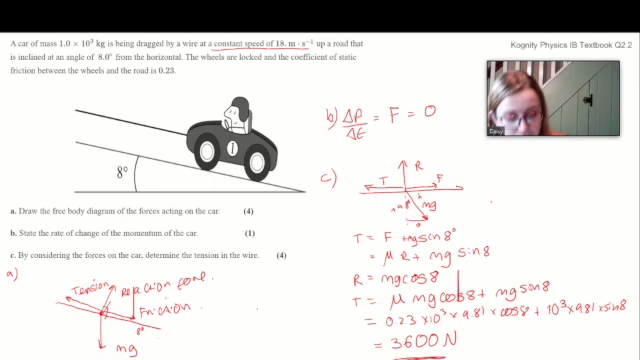 Kognity Physics IB Textbook Q2.2
A car of mass 1.0 × 10³ kg is being dragged by a wire at a constant speed of 18. m · s⁻¹ up a road that
is inclined at an angle of 8.0° from the horizontal. The wheels are locked and the coefficient of static
friction between the wheels and the road is 0.23.
8°
1
a. Draw the free body diagram of the forces acting on the car. (4)
b. State the rate of change of the momentum of the car. (1)
c. By considering the forces on the car, determine the tension in the wire. (4)
a)
Tension
Reaction force
Friction
8°
mg
b) ΔP/Δt = F = 0
c)
R
T
F
mg
T = F + mg sin 8°
= μR + mg sin 8
R = mg cos 8
T = μ mg cos 8 + mg sin 8
= 0.23 × 10³ × 9.81 × cos 8 + 10³ × 9.81 × sin 8
= 3600 N
Daisy